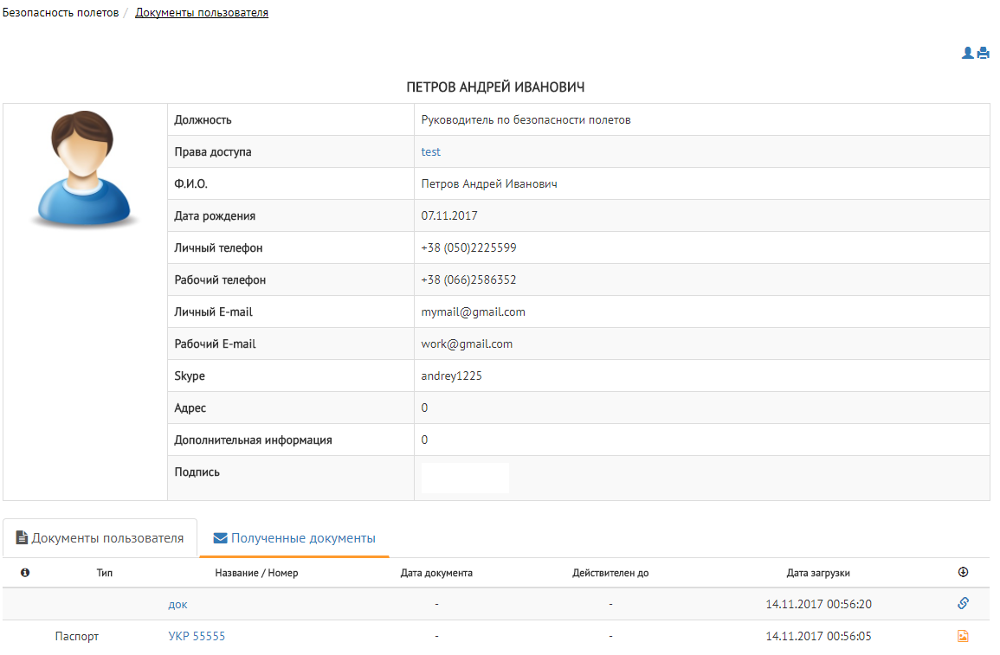 Безопасность полетов / Документы пользователя
ПЕТРОВ АНДРЕЙ ИВАНОВИЧ
Должность Руководитель по безопасности полетов
Права доступа test
Ф.И.О. Петров Андрей Иванович
Дата рождения 07.11.2017
Личный телефон +38 (050)2225599
Рабочий телефон +38 (066)2586352
Личный E-mail mymail@gmail.com
Рабочий E-mail work@gmail.com
Skype andrey1225
Адрес 0
Дополнительная информация 0
Подпись
Документы пользователя Полученные документы
Тип Название / Номер Дата документа Действителен до Дата загрузки
док - - 14.11.2017 00:56:20
Паспорт УКР 55555 - - 14.11.2017 00:56:05